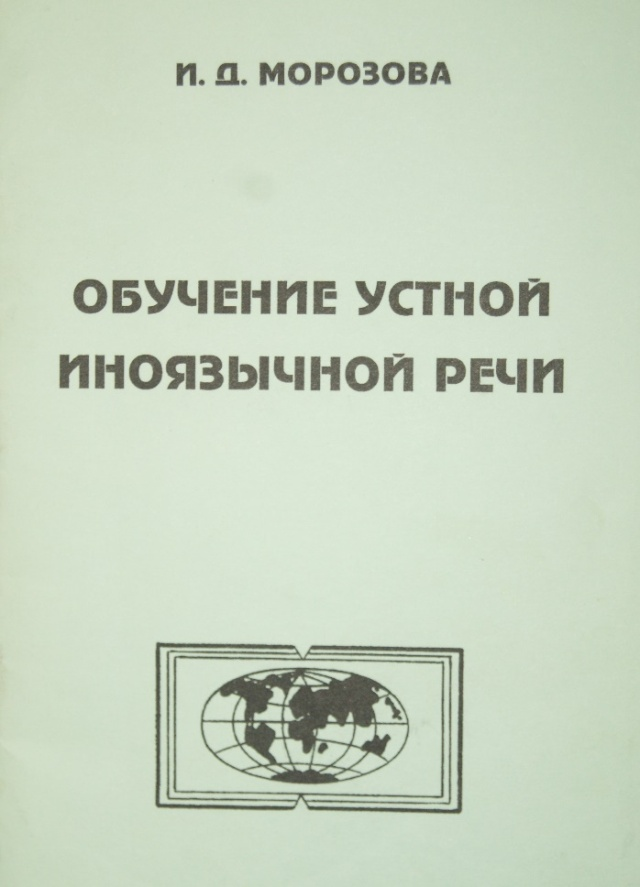 И. Д. МОРОЗОВА
ОБУЧЕНИЕ УСТНОЙ
ИНОЯЗЫЧНОЙ РЕЧИ